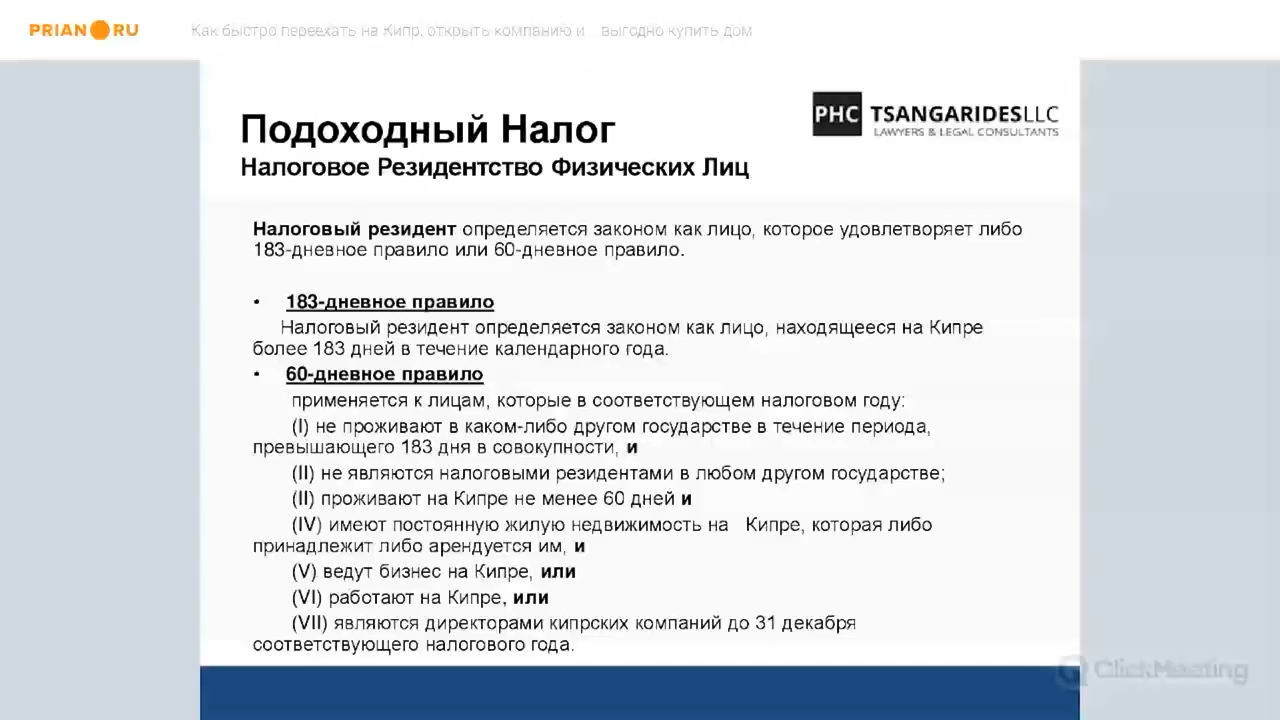 PRIAN RU
Как быстро переехать на Кипр, открыть компанию и... выгодно купить дом
PHC TSANGARIDESLLC
LAWYERS & LEGAL CONSULTANTS
Подоходный Налог
Налоговое Резидентство Физических Лиц
Налоговый резидент определяется законом как лицо, которое удовлетворяет либо
183-дневное правило или 60-дневное правило.
• 183-дневное правило
Налоговый резидент определяется законом как лицо, находящееся на Кипре
более 183 дней в течение календарного года.
• 60-дневное правило
применяется к лицам, которые в соответствующем налоговом году:
(I) не проживают в каком-либо другом государстве в течение периода,
превышающего 183 дня в совокупности, и
(II) не являются налоговыми резидентами в любом другом государстве;
(II) проживают на Кипре не менее 60 дней и
(IV) имеют постоянную жилую недвижимость на Кипре, которая либо
принадлежит либо арендуется им, и
(V) ведут бизнес на Кипре, или
(VI) работают на Кипре, или
(VII) являются директорами кипрских компаний до 31 декабря
соответствующего налогового года.
ClickMeeting